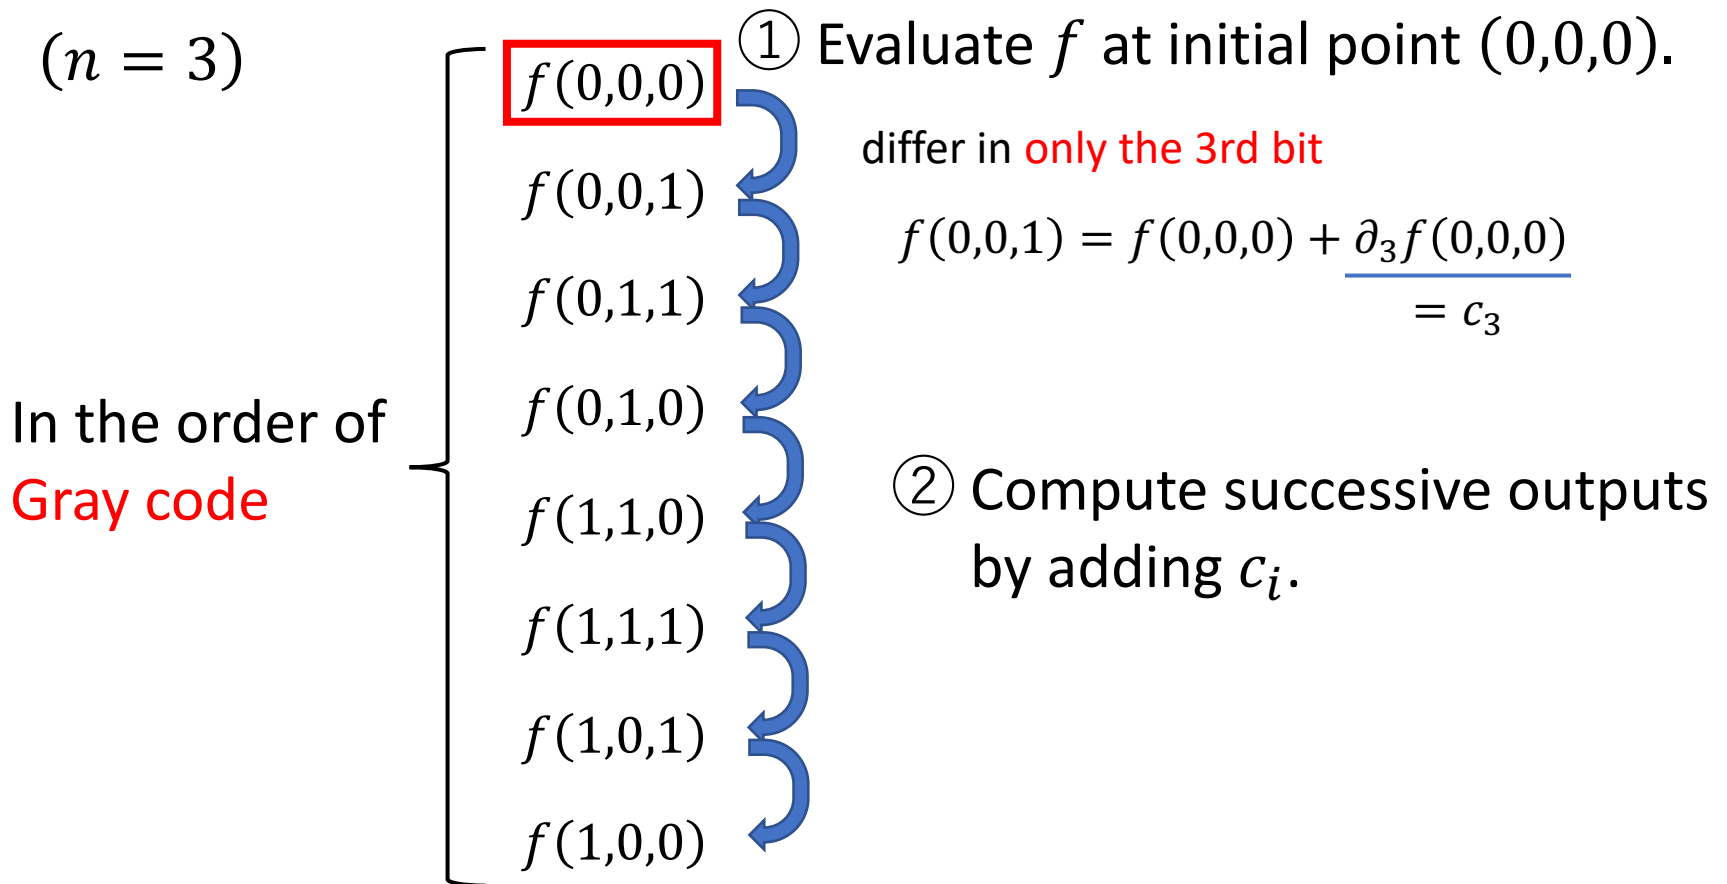 (n = 3)
① Evaluate f at initial point (0,0,0).
f(0,0,0)
differ in only the 3rd bit
f(0,0,1)
f(0,0,1) = f(0,0,0) + ∂₃f(0,0,0)
= c₃
f(0,1,1)
f(0,1,0)
In the order of
Gray code
② Compute successive outputs
by adding cᵢ.
f(1,1,0)
f(1,1,1)
f(1,0,1)
f(1,0,0)